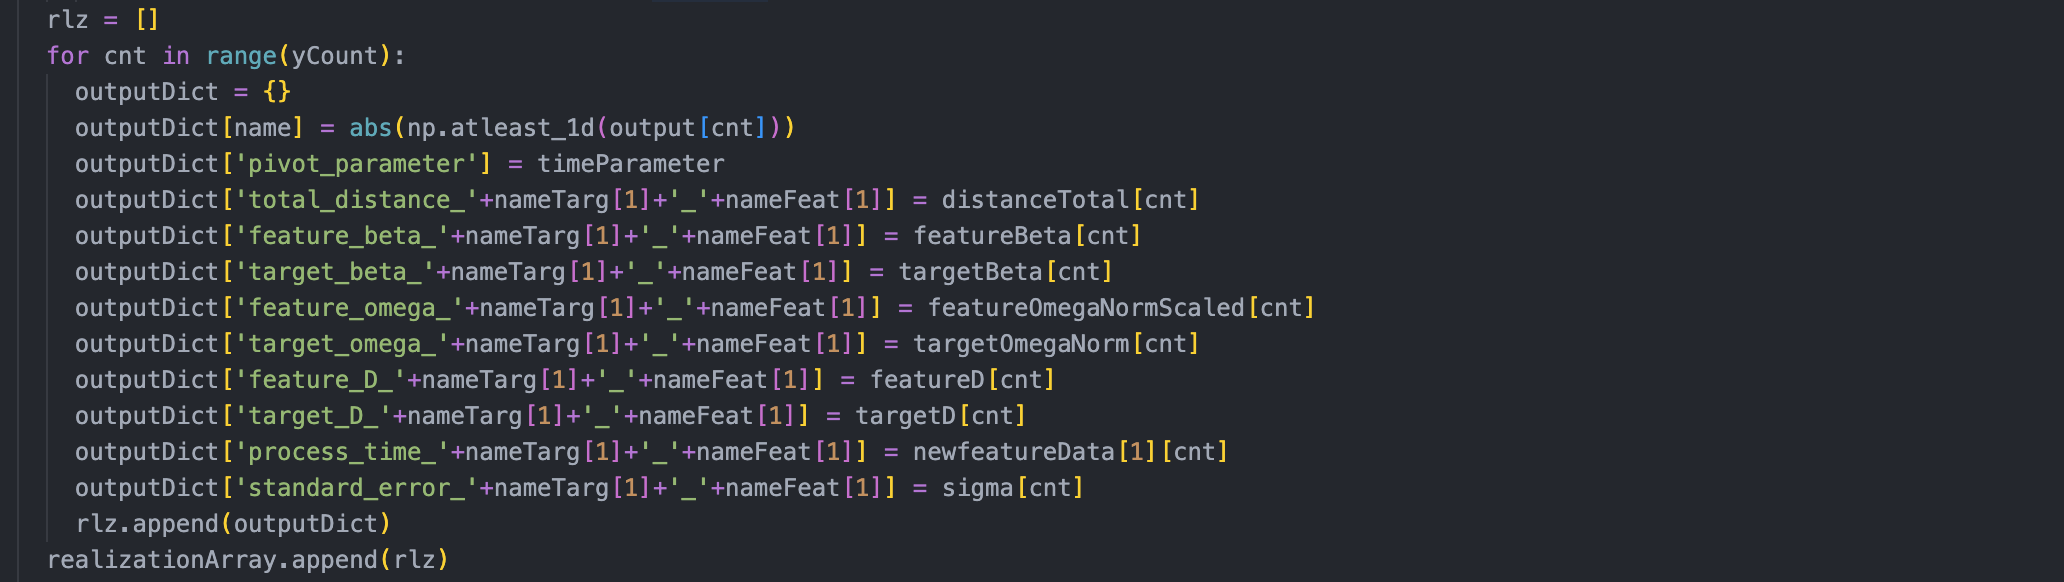 rlz = []
for cnt in range(yCount):
  outputDict = {}
  outputDict[name] = abs(np.atleast_1d(output[cnt]))
  outputDict['pivot_parameter'] = timeParameter
  outputDict['total_distance_'+nameTarg[1]+'_'+nameFeat[1]] = distanceTotal[cnt]
  outputDict['feature_beta_'+nameTarg[1]+'_'+nameFeat[1]] = featureBeta[cnt]
  outputDict['target_beta_'+nameTarg[1]+'_'+nameFeat[1]] = targetBeta[cnt]
  outputDict['feature_omega_'+nameTarg[1]+'_'+nameFeat[1]] = featureOmegaNormScaled[cnt]
  outputDict['target_omega_'+nameTarg[1]+'_'+nameFeat[1]] = targetOmegaNorm[cnt]
  outputDict['feature_D_'+nameTarg[1]+'_'+nameFeat[1]] = featureD[cnt]
  outputDict['target_D_'+nameTarg[1]+'_'+nameFeat[1]] = targetD[cnt]
  outputDict['process_time_'+nameTarg[1]+'_'+nameFeat[1]] = newfeatureData[1][cnt]
  outputDict['standard_error_'+nameTarg[1]+'_'+nameFeat[1]] = sigma[cnt]
  rlz.append(outputDict)
realizationArray.append(rlz)